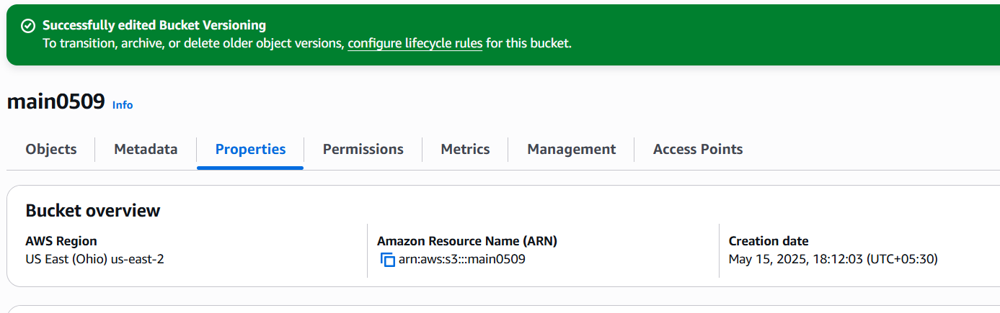 Successfully edited Bucket Versioning
To transition, archive, or delete older object versions, configure lifecycle rules for this bucket.
main0509 Info
Objects Metadata Properties Permissions Metrics Management Access Points
Bucket overview
AWS Region
US East (Ohio) us-east-2
Amazon Resource Name (ARN)
arn:aws:s3:::main0509
Creation date
May 15, 2025, 18:12:03 (UTC+05:30)